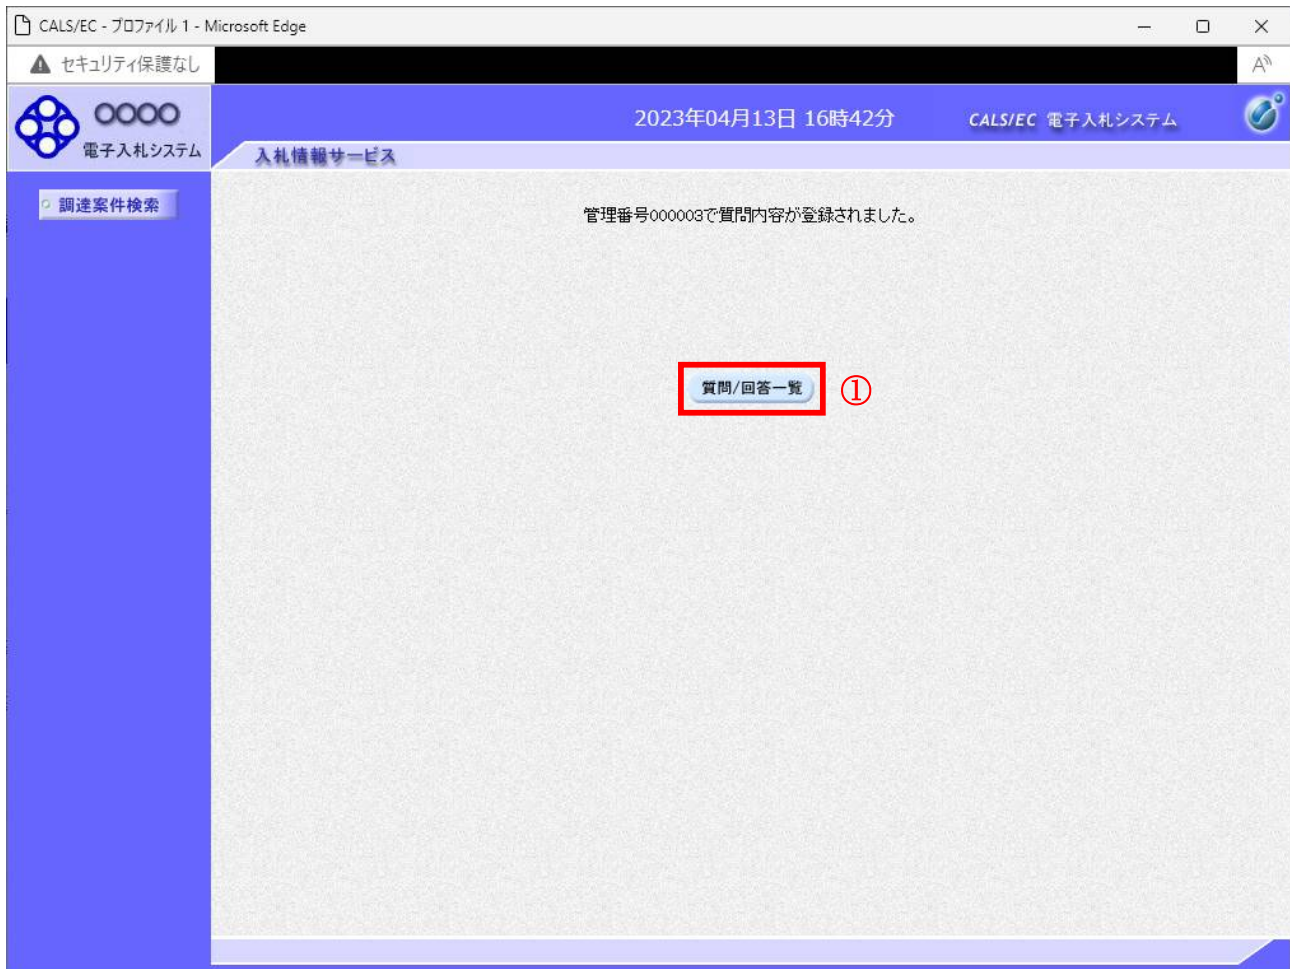 CALS/EC - プロファイル 1 - Microsoft Edge
セキュリティ保護なし
○○○○
電子入札システム
2023年04月13日 16時42分
CALS/EC 電子入札システム
入札情報サービス
調達案件検索
管理番号000003で質問内容が登録されました。
質問/回答一覧
①